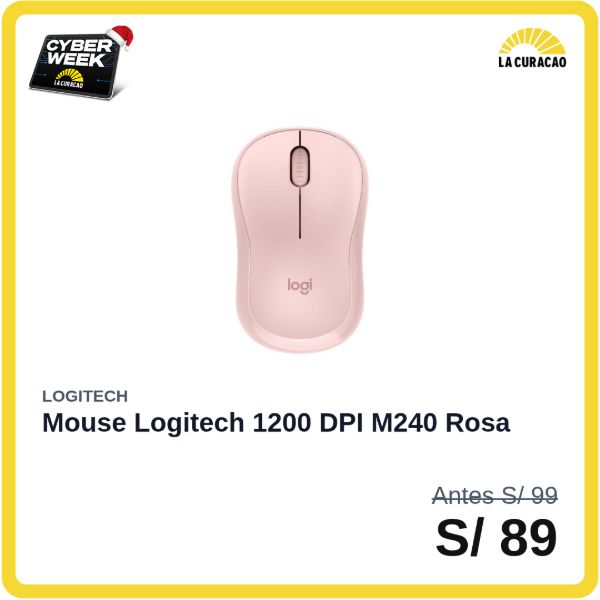 CYBER
WEEK
LA CURACAO
LA CURACAO
logi
LOGITECH
Mouse Logitech 1200 DPI M240 Rosa
Antes S/ 99
S/ 89